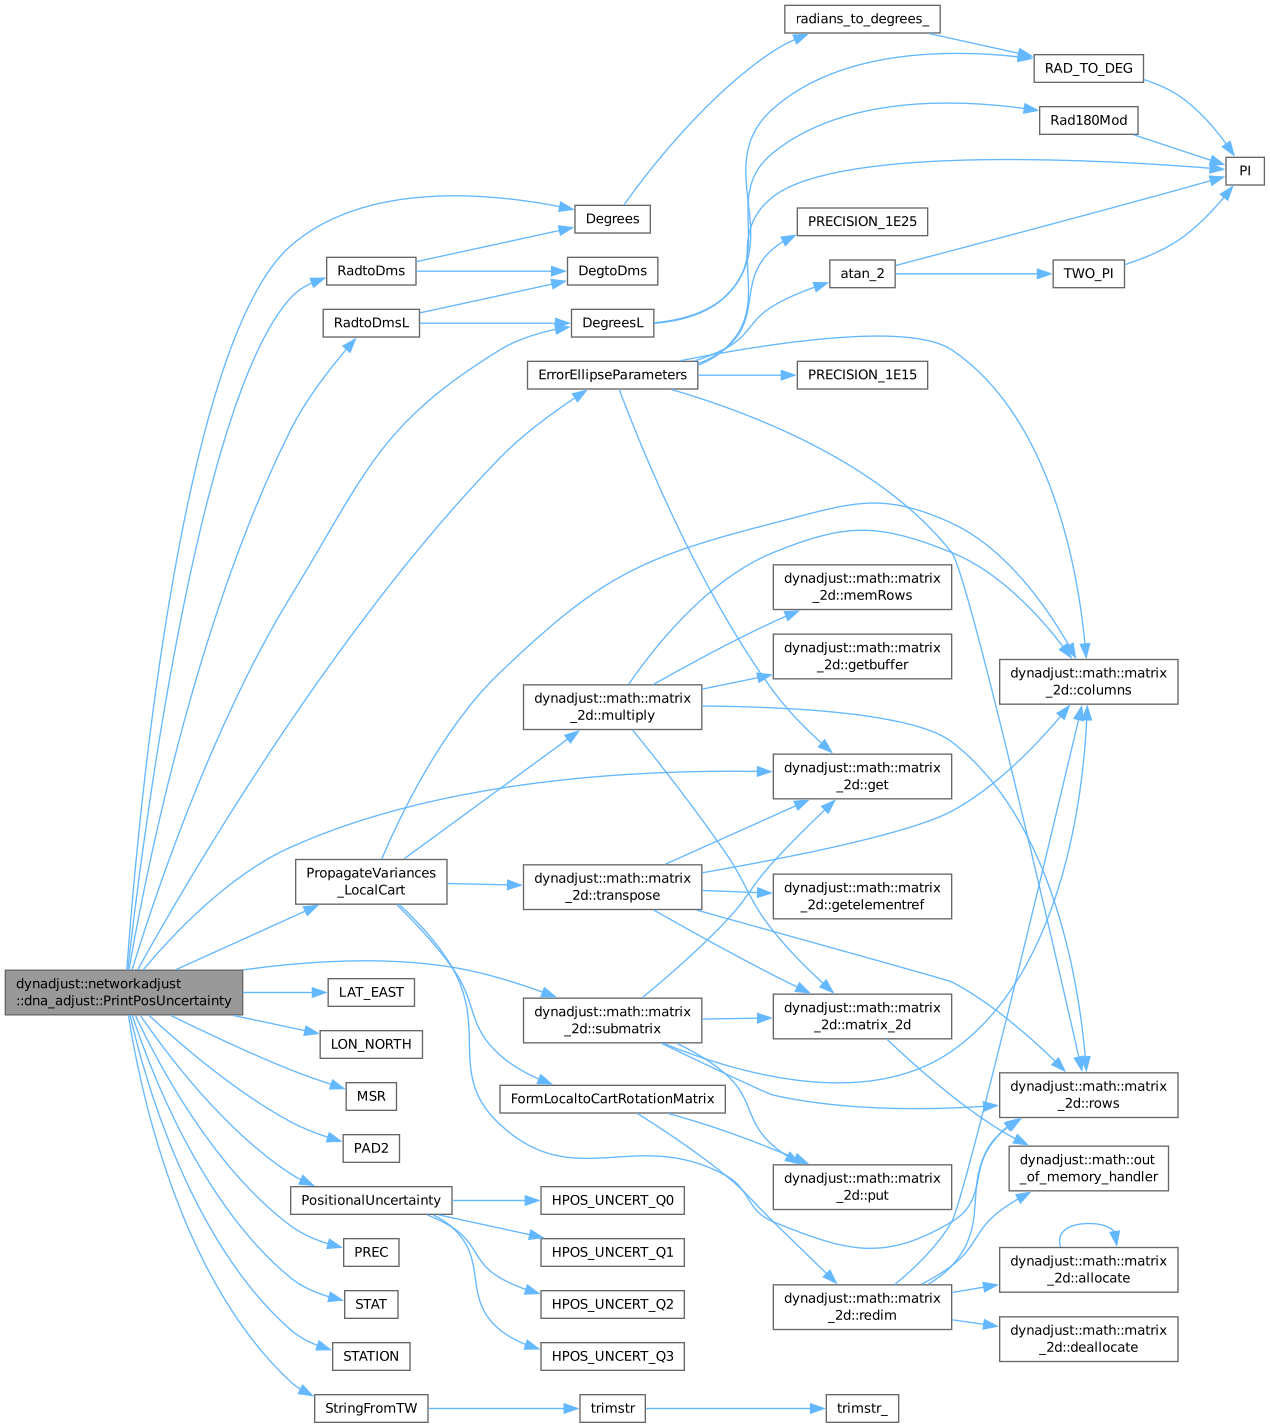 radians_to_degrees_
RAD_TO_DEG
Rad180Mod
PI
Degrees
PRECISION_1E25
RadtoDms
DegtoDms
atan_2
TWO_PI
RadtoDmsL
DegreesL
ErrorEllipseParameters
PRECISION_1E15
dynadjust::math::matrix
_2d::memRows
dynadjust::math::matrix
_2d::getbuffer
dynadjust::math::matrix
_2d::columns
dynadjust::math::matrix
_2d::multiply
dynadjust::math::matrix
_2d::get
PropagateVariances
_LocalCart
dynadjust::math::matrix
_2d::transpose
dynadjust::math::matrix
_2d::getelementref
dynadjust::networkadjust
::dna_adjust::PrintPosUncertainty
LAT_EAST
dynadjust::math::matrix
_2d::submatrix
dynadjust::math::matrix
_2d::matrix_2d
LON_NORTH
MSR
FormLocaltoCartRotationMatrix
dynadjust::math::matrix
_2d::rows
PAD2
dynadjust::math::out
_of_memory_handler
PositionalUncertainty
HPOS_UNCERT_Q0
dynadjust::math::matrix
_2d::put
PREC
HPOS_UNCERT_Q1
dynadjust::math::matrix
_2d::allocate
STAT
HPOS_UNCERT_Q2
dynadjust::math::matrix
_2d::redim
STATION
HPOS_UNCERT_Q3
dynadjust::math::matrix
_2d::deallocate
StringFromTW
trimstr
trimstr_